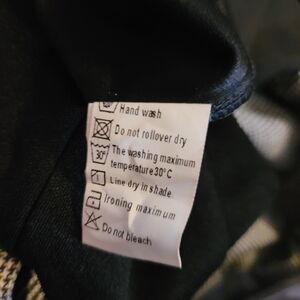 Hand wash
Do not rollover dry
30°
The washing maximum
temperature30°C
Line dry in shade
Ironing maximum
Do not bleach